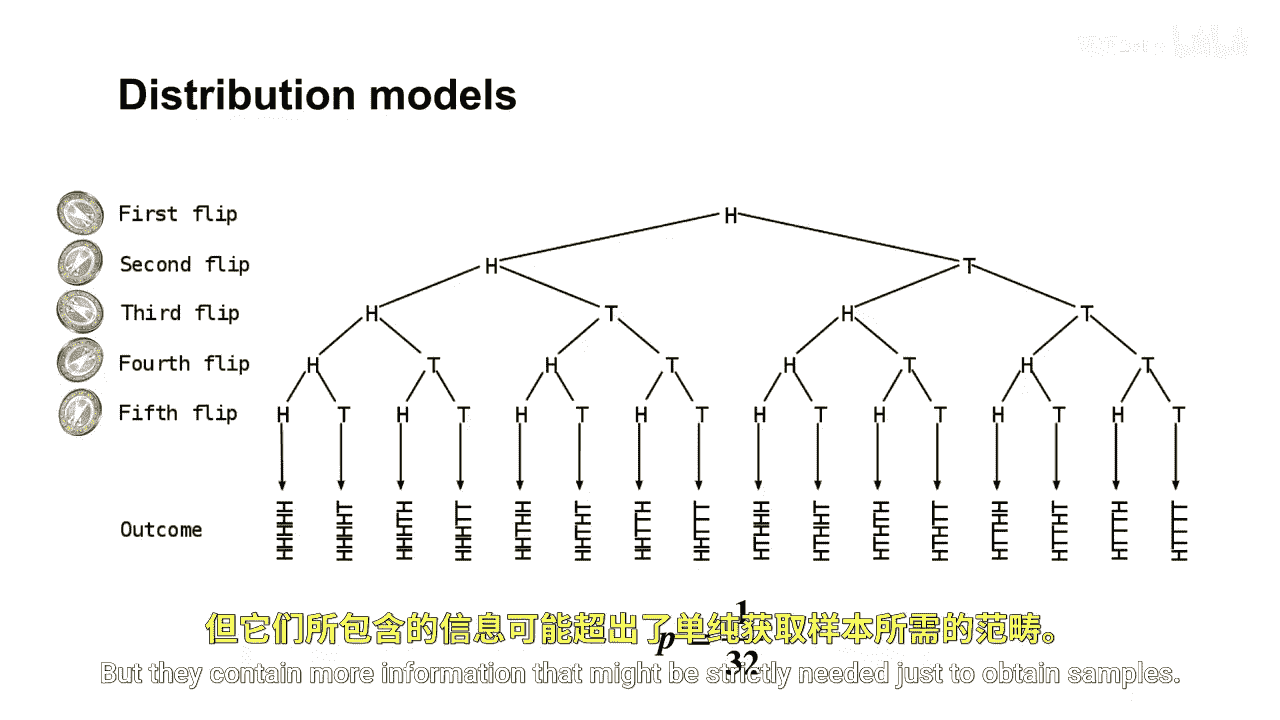 Distribution models
First flip H
Second flip H T
Third flip H T H T
Fourth flip H T H T H T H T
Fifth flip H T H T H T H T H T H T H T H T
Outcome HHHHH HHHHT HHHTH HHHTT HHTHH HHTHT HHTTH HHTTT HTHHH HTHHT HTHTH HTHTT HTTHH HTTHT HTTTH HTTTT
p = 1/32
但它们所包含的信息可能超出了单纯获取样本所需的范畴。
But they contain more information that might be strictly needed just to obtain samples.